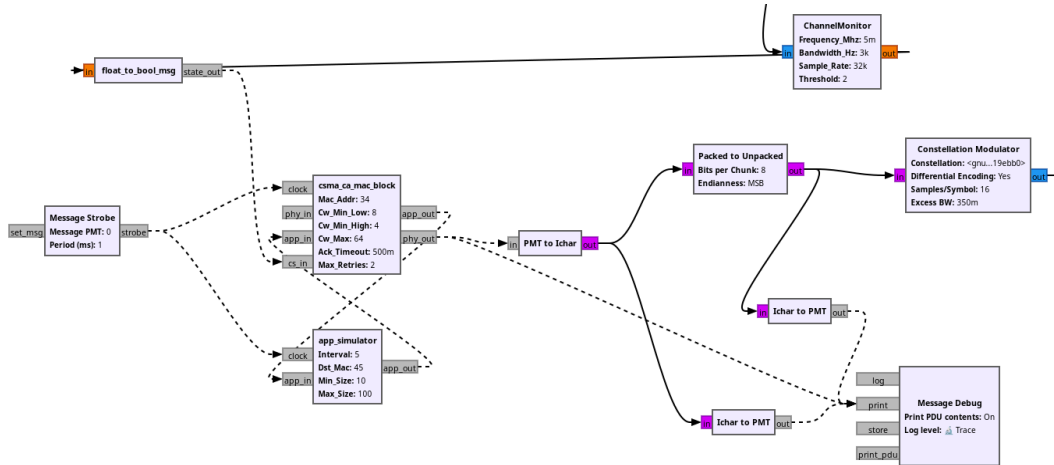 ChannelMonitor
in
Frequency_Mhz: 5m
out
Bandwidth_Hz: 3k
Sample_Rate: 32k
Threshold: 2
in
float_to_bool_msg
state_out
Packed to Unpacked
in
Bits per Chunk: 8
out
Endianness: MSB
Constellation Modulator
Constellation: <gnu...19ebb0>
in
Differential Encoding: Yes
out
Samples/Symbol: 16
Excess BW: 350m
csma_ca_mac_block
clock
Mac_Addr: 34
phy_in
Cw_Min_Low: 8
app_out
Cw_Min_High: 4
app_in
Cw_Max: 64
phy_out
Ack_Timeout: 500m
cs_in
Max_Retries: 2
Message Strobe
Message PMT: 0
set_msg
Period (ms): 1
strobe
in
PMT to Ichar
out
in
Ichar to PMT
out
app_simulator
clock
Interval: 5
Dst_Mac: 45
app_out
app_in
Min_Size: 10
Max_Size: 100
in
Ichar to PMT
out
log
print
store
print_pdu
Message Debug
Print PDU contents: On
Log level: Trace